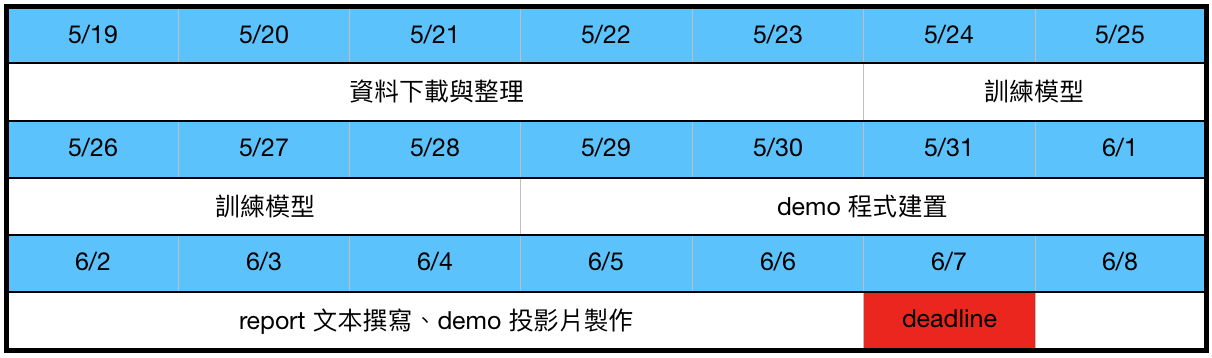 5/19 5/20 5/21 5/22 5/23 5/24 5/25
資料下載與整理 訓練模型
5/26 5/27 5/28 5/29 5/30 5/31 6/1
訓練模型 demo 程式建置
6/2 6/3 6/4 6/5 6/6 6/7 6/8
report 文本撰寫、demo 投影片製作 deadline